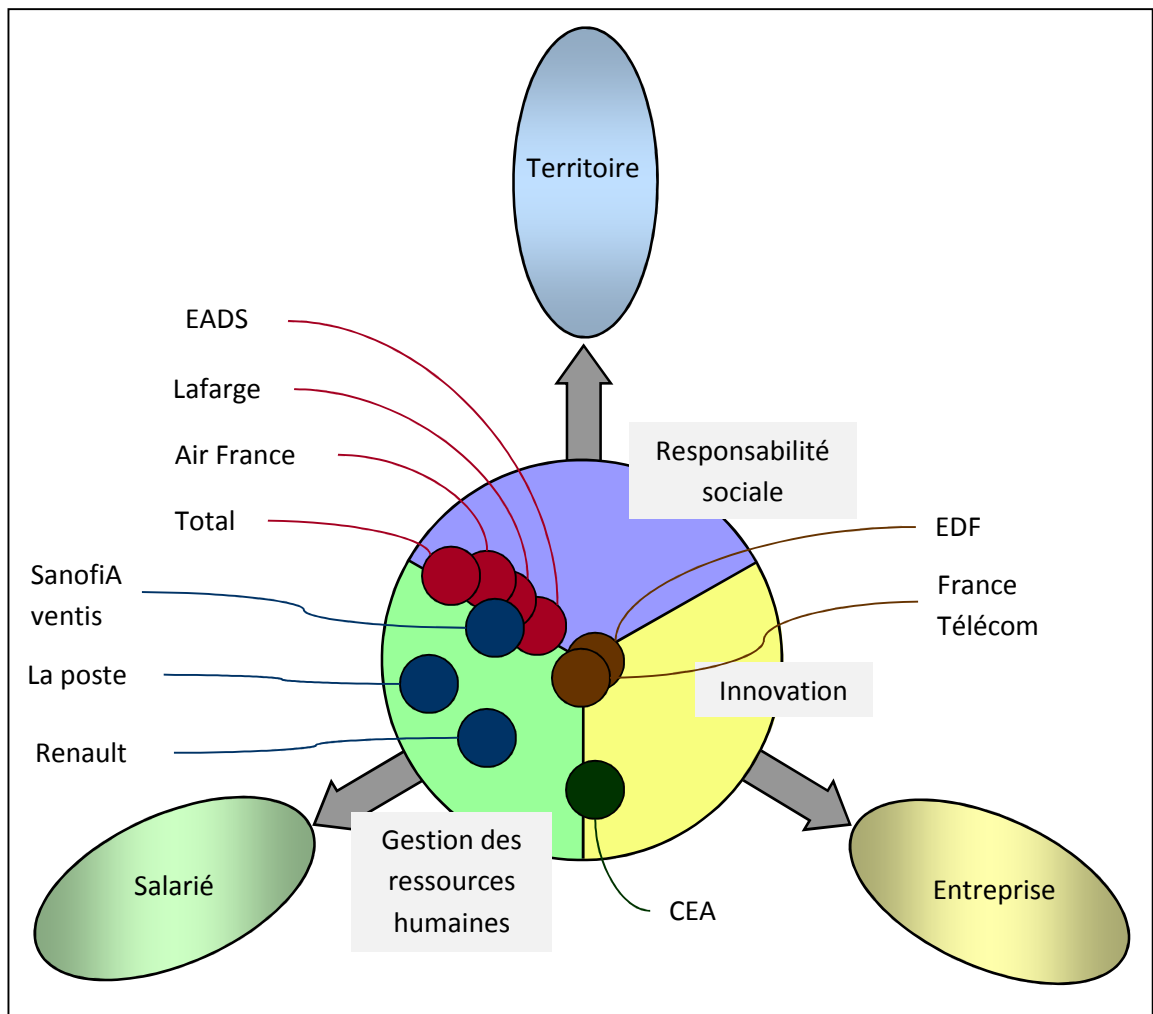 Territoire
EADS
Lafarge
Air France
Total
SanofiA
ventis
La poste
Renault
Responsabilité
sociale
EDF
France
Télécom
Innovation
Gestion des
ressources
humaines
Salarié
Entreprise
CEA